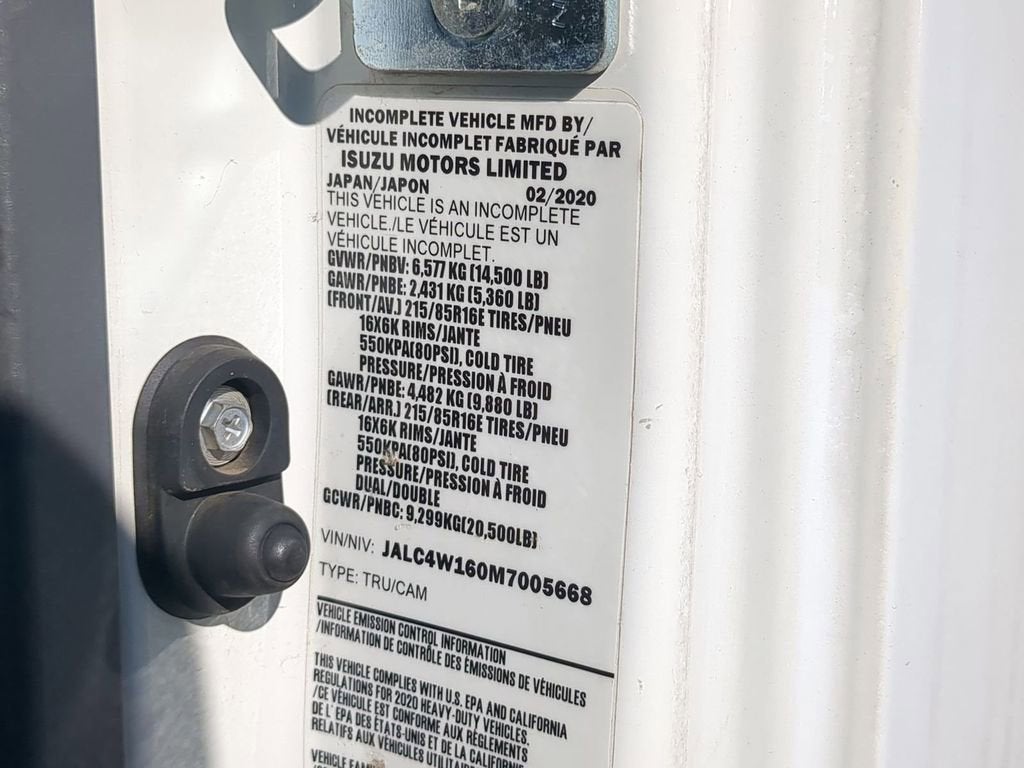 INCOMPLETE VEHICLE MFD BY/
VÉHICULE INCOMPLET FABRIQUÉ PAR
ISUZU MOTORS LIMITED
JAPAN/JAPON 02/2020
THIS VEHICLE IS AN INCOMPLETE
VEHICLE./LE VÉHICULE EST UN
VÉHICULE INCOMPLET.
GVWR/PNBV: 6,577 KG (14,500 LB)
GAWR/PNBE: 2,431 KG (5,360 LB)
(FRONT/AV.) 215/85R16E TIRES/PNEU
16X6K RIMS/JANTE
550KPA(80PSI), COLD TIRE
PRESSURE/PRESSION À FROID
GAWR/PNBE: 4,482 KG (9,880 LB)
(REAR/ARR.) 215/85R16E TIRES/PNEU
16X6K RIMS/JANTE
550KPA(80PSI), COLD TIRE
PRESSURE/PRESSION À FROID
DUAL/DOUBLE
GCWR/PNBC: 9,299KG(20,500LB)
VIN/NIV: JALC4W160M7005668
TYPE: TRU/CAM
VEHICLE EMISSION CONTROL INFORMATION
/INFORMATION DE CONTRÔLE DES ÉMISSIONS DE VÉHICULES
THIS VEHICLE COMPLIES WITH U.S. EPA AND CALIFORNIA
REGULATIONS FOR 2020 HEAVY-DUTY VEHICLES.
/CE VÉHICULE EST CONFORME AUX RÈGLEMENTS
DE L'EPA DES ÉTATS-UNIS ET DE LA CALIFORNIE
RELATIFS AUX VÉHICULES
VEHICLE